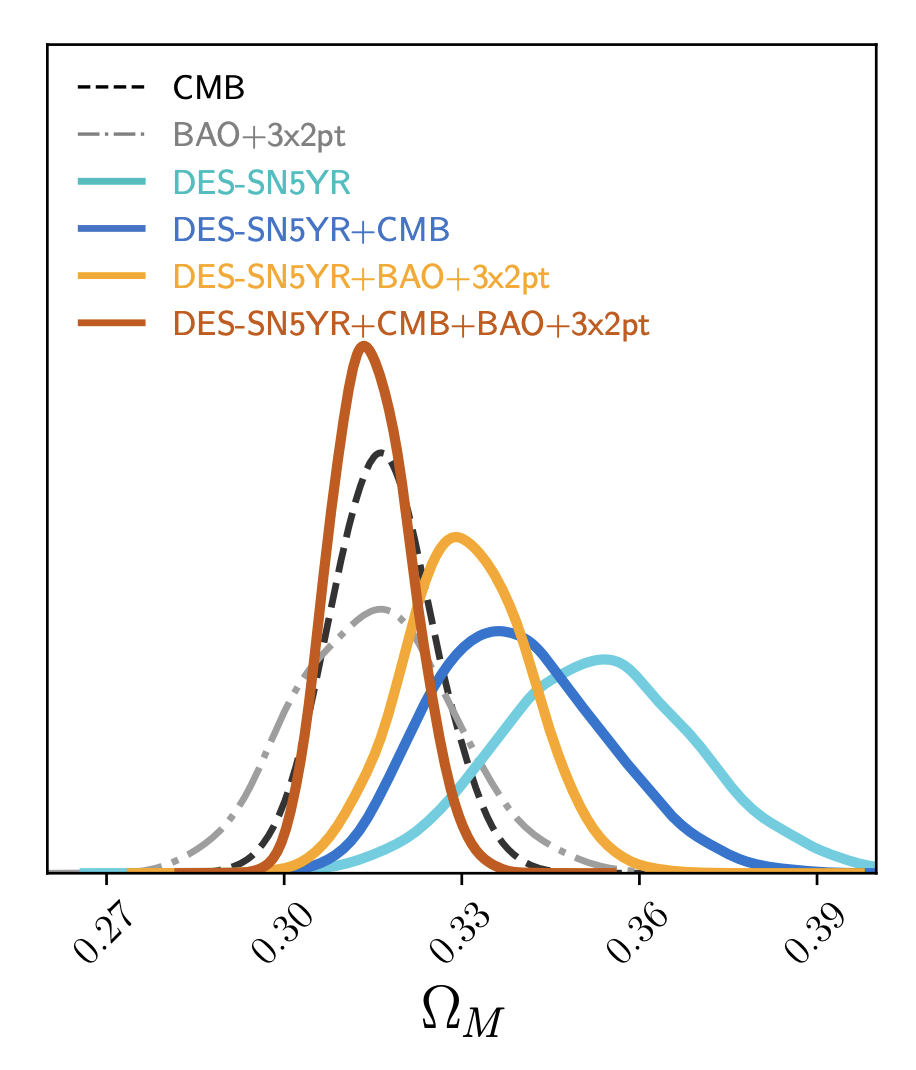 CMB
BAO+3x2pt
DES-SN5YR
DES-SN5YR+CMB
DES-SN5YR+BAO+3x2pt
DES-SN5YR+CMB+BAO+3x2pt
0.27 0.30 0.33 0.36 0.39
Ω_M